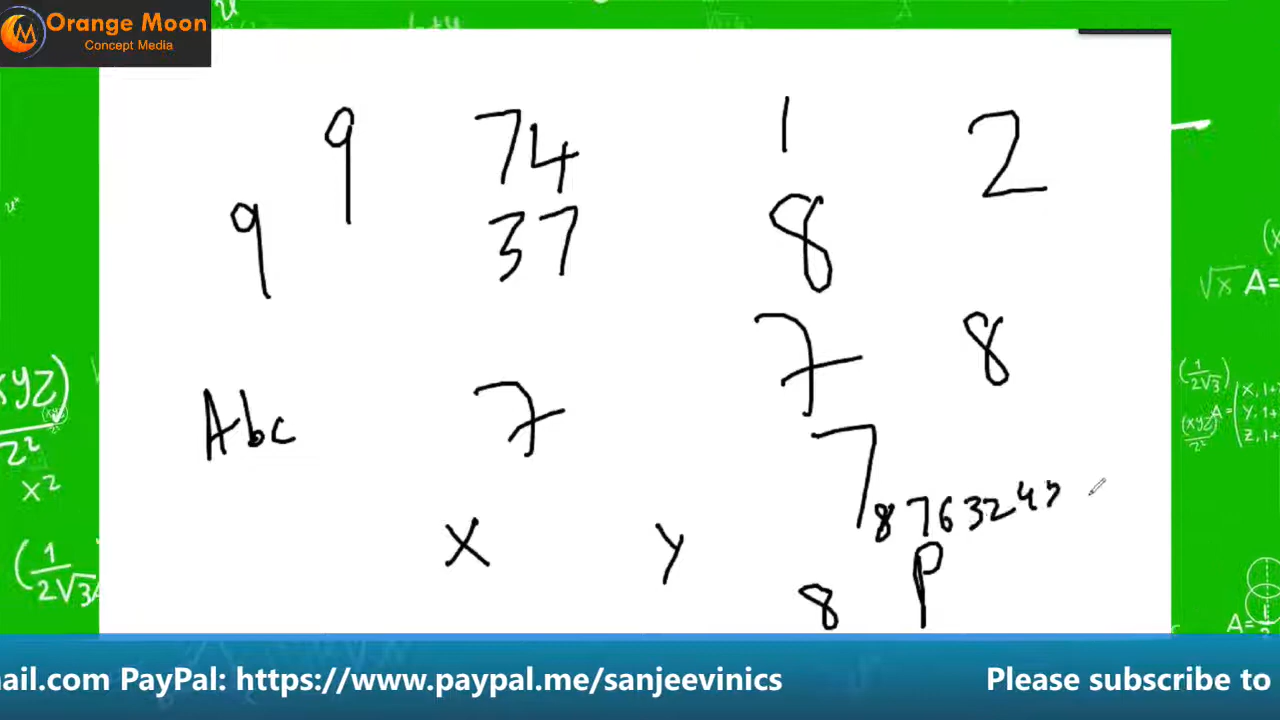 Orange Moon
Concept Media
9 74 1 2
9 37 8
7 8
Abc 7
7
8763245
x y
8 p
ail.com PayPal: https://www.paypal.me/sanjeevinics Please subscribe to